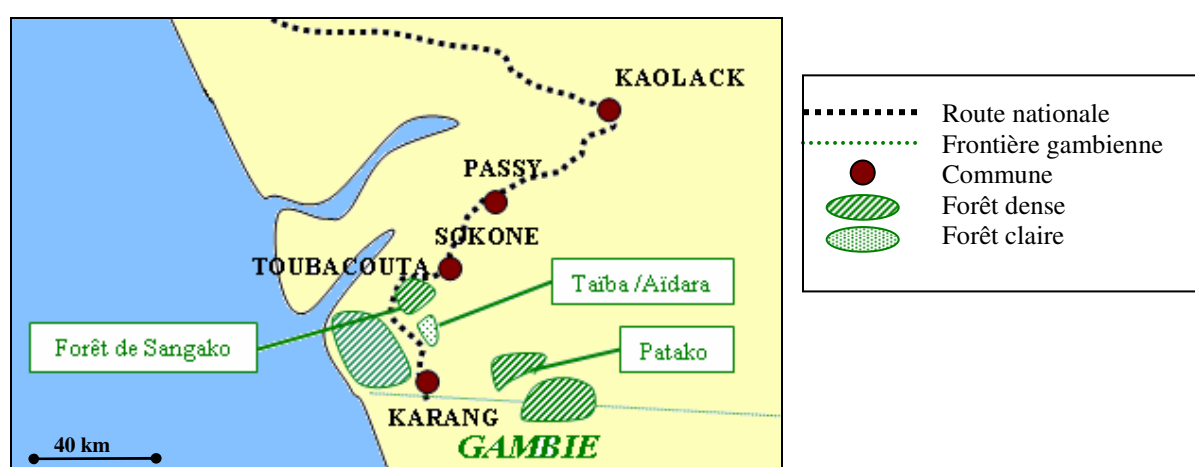 KAOLACK
PASSY
SOKONE
TOUBACOUTA
Taïba /Aïdara
Forêt de Sangako
Patako
KARANG
GAMBIE
40 km
Route nationale
Frontière gambienne
Commune
Forêt dense
Forêt claire